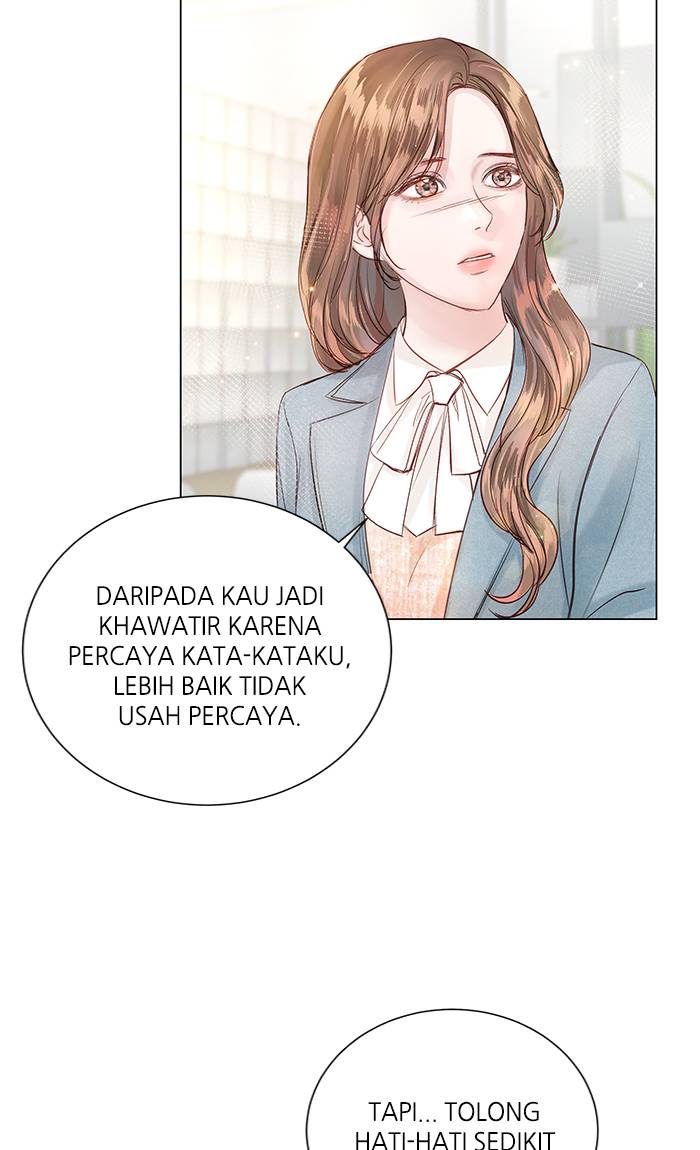 DARIPADA KAU JADI
KHAWATIR KARENA
PERCAYA KATA-KATAKU,
LEBIH BAIK TIDAK
USAH PERCAYA.
TAPI... TOLONG
HATI-HATI SEDIKIT